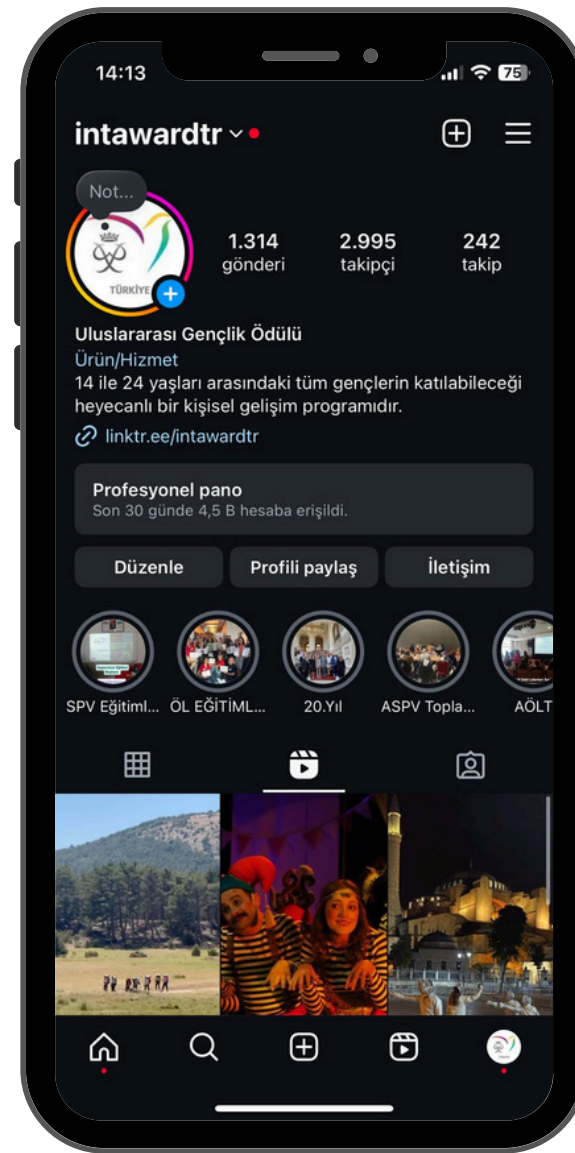 14:13
75
intawardtr
Not...
TÜRKİYE
1.314
gönderi
2.995
takipçi
242
takip
Uluslararası Gençlik Ödülü
Ürün/Hizmet
14 ile 24 yaşları arasındaki tüm gençlerin katılabileceği
heyecanlı bir kişisel gelişim programıdır.
linktr.ee/intawardtr
Profesyonel pano
Son 30 günde 4,5 B hesaba erişildi.
Düzenle
Profili paylaş
İletişim
SPV Eğitiml...
ÖL EĞİTİML...
20.Yıl
ASPV Topla...
AÖLT